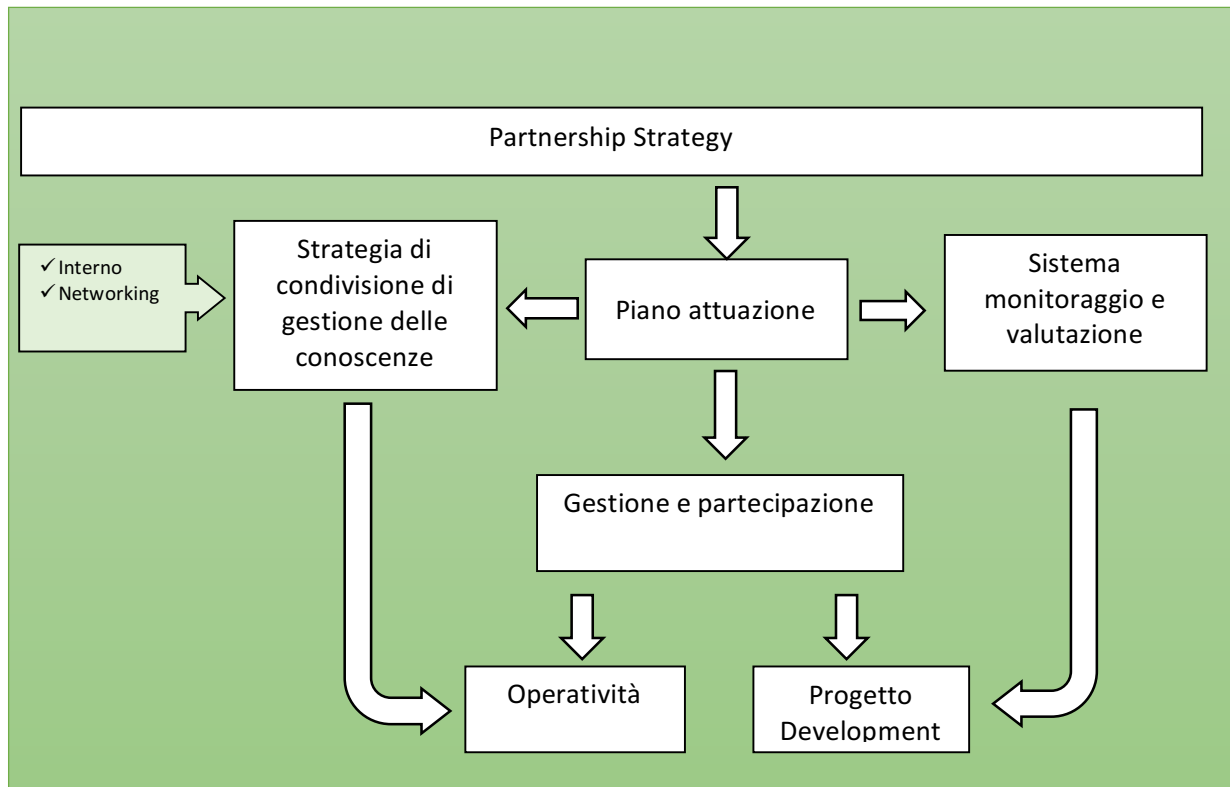 Partnership Strategy
✓Interno
✓Networking
Strategia di
condivisione di
gestione delle
conoscenze
Piano attuazione
Sistema
monitoraggio e
valutazione
Gestione e partecipazione
Operatività
Progetto
Development